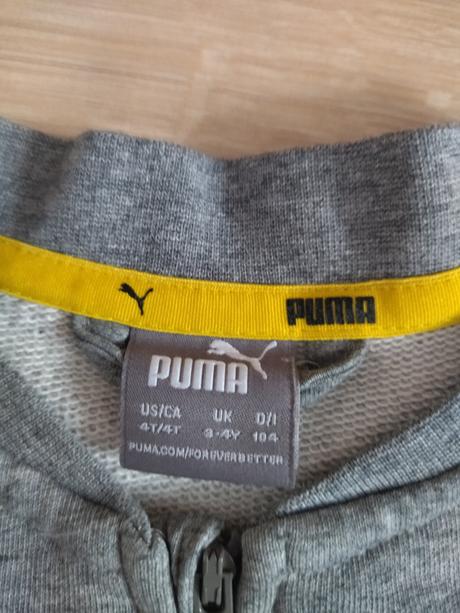 PUMA
PUMA
US/CA UK D/I
4T/4T 3-4Y 104
PUMA.COM/FOREVERBETTER